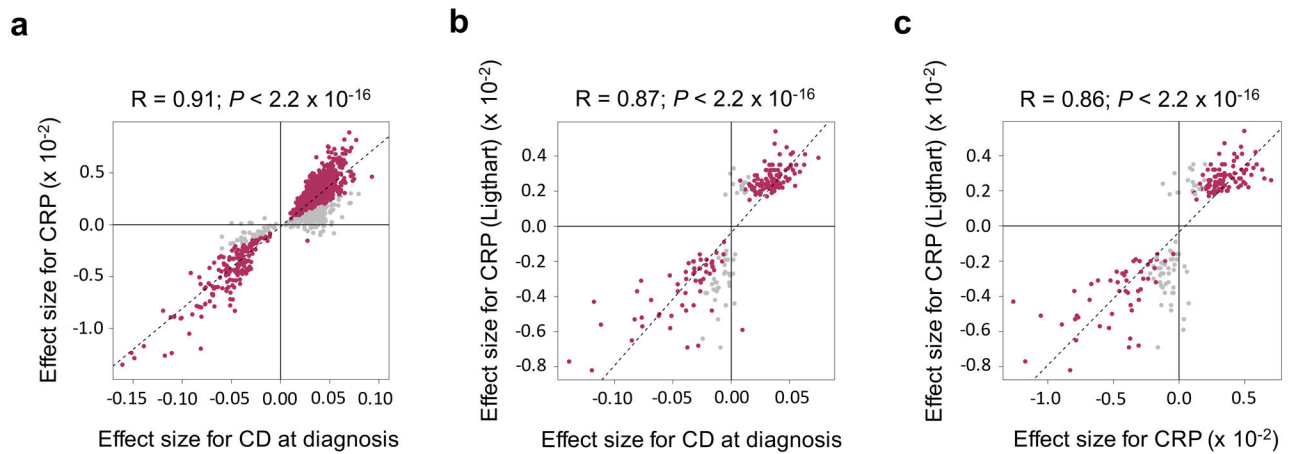 a
R = 0.91; P < 2.2 x 10-16
Effect size for CRP (x 10-2)
0.5
0.0
-0.5
-1.0
-0.15
-0.10
-0.05
0.00
0.05
0.10
Effect size for CD at diagnosis
b
R = 0.87; P < 2.2 x 10-16
Effect size for CRP (Ligthart) (x 10-2)
0.4
0.2
0.0
-0.2
-0.4
-0.6
-0.8
-0.10
-0.05
0.00
0.05
Effect size for CD at diagnosis
c
R = 0.86; P < 2.2 x 10-16
Effect size for CRP (Ligthart) (x 10-2)
0.4
0.2
0.0
-0.2
-0.4
-0.6
-0.8
-1.0
-0.5
0.0
0.5
Effect size for CRP (x 10-2)